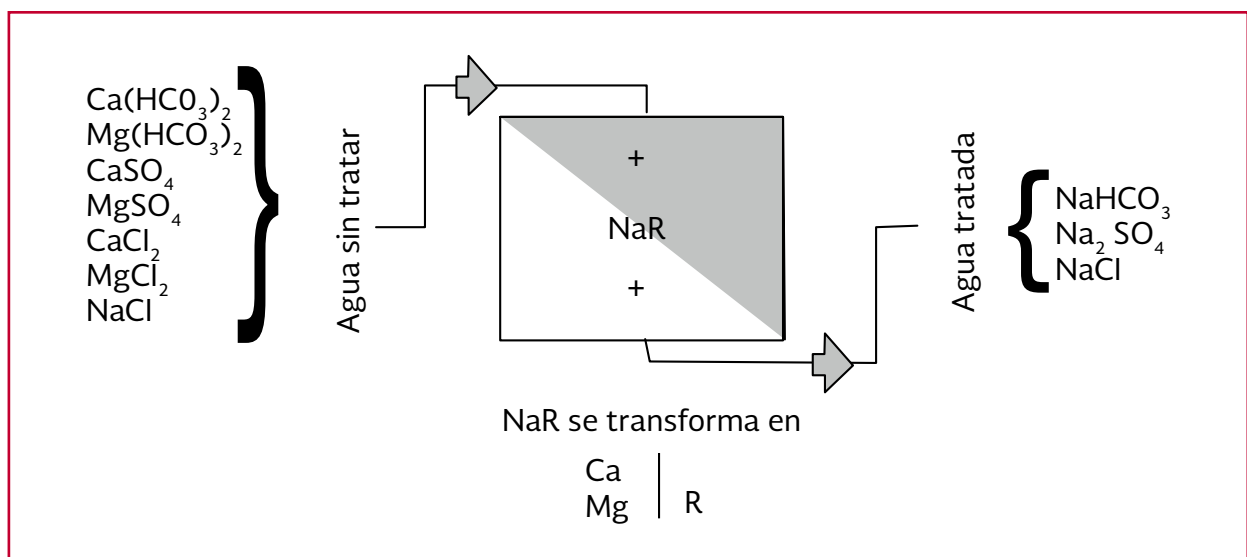 Ca(HC0₃)₂
Mg(HCO₃)₂
CaSO₄
MgSO₄
CaCl₂
MgCl₂
NaCl
Agua sin tratar
+
NaR
+
Agua tratada
NaHCO₃
Na₂ SO₄
NaCl
NaR se transforma en
Ca
Mg
R